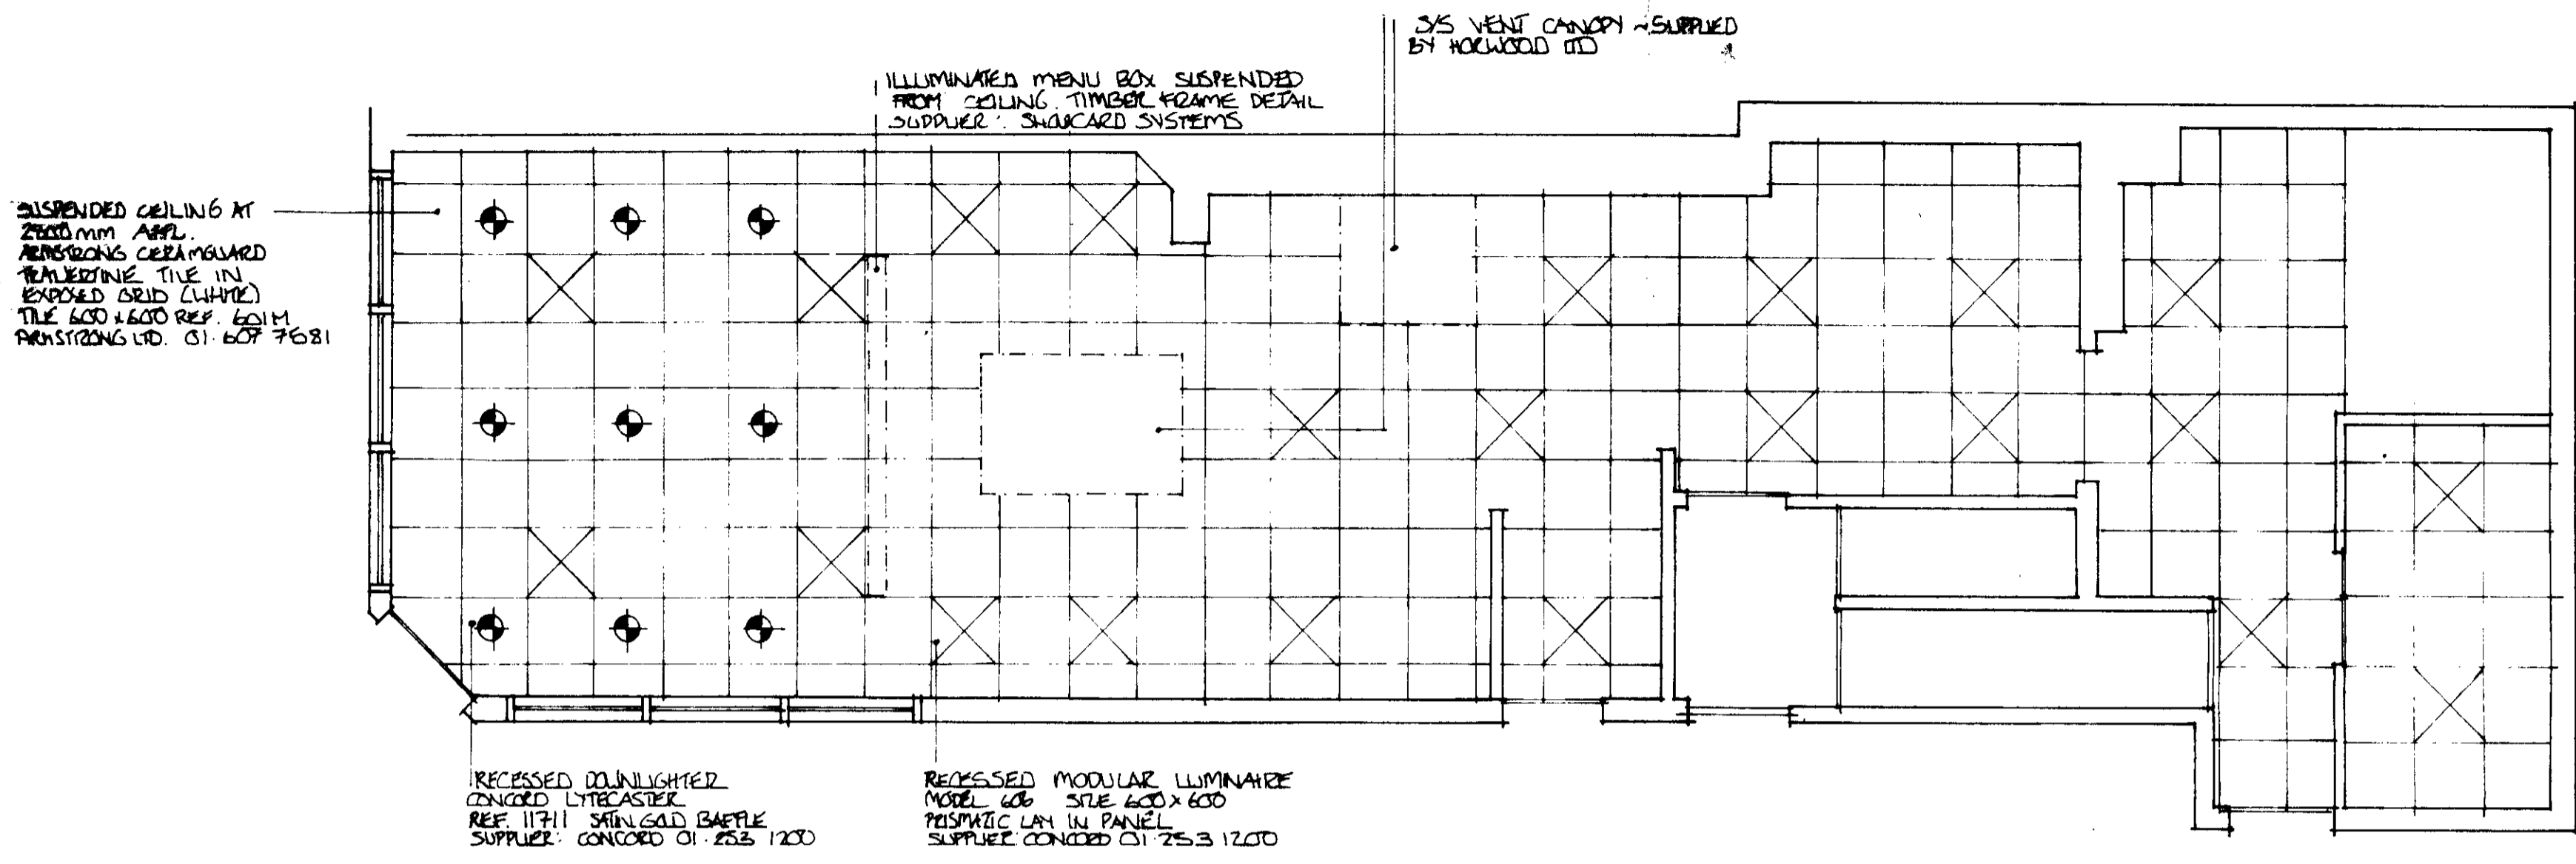 S/S VENT CANOPY ~ SUPPLIED
BY HORWOOD LTD
ILLUMINATED MENU BOX SUSPENDED
FROM CEILING. TIMBER FRAME DETAIL
SUPPLIER: SHOWCARD SYSTEMS
SUSPENDED CEILING AT
mm AFFL.
ARMSTRONG CERAMGUARD
TRAVERTINE TILE IN
EXPOSED GRID (WHITE)
TILE 600 x 600 REF. 601M
ARMSTRONG LTD. 01. 607 7681
RECESSED DOWNLIGHTER
CONCORD LYTECASTER
REF. 11711 SATIN GOLD BAFFLE
SUPPLIER: CONCORD 01. 253 1200
RECESSED MODULAR LUMINAIRE
MODEL 606 SIZE 600 x 600
PRISMATIC LAY IN PANEL
SUPPLIER: CONCORD 01. 253 1200